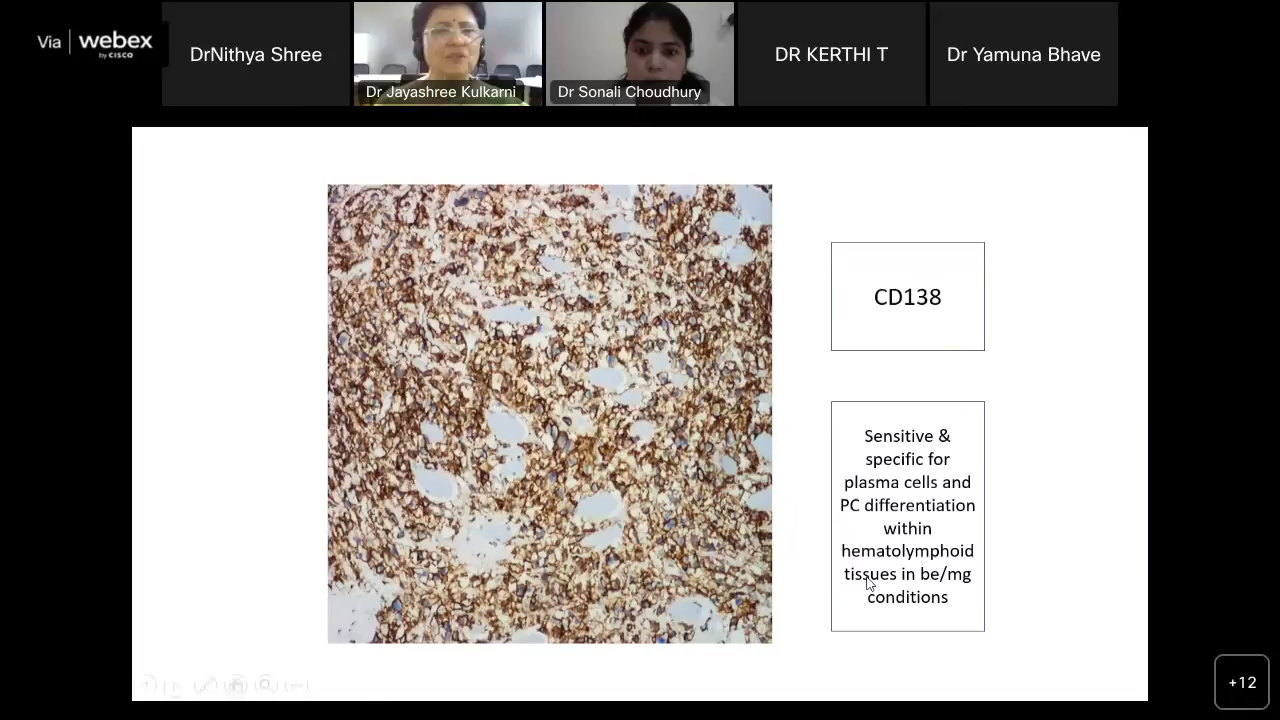 Via webex
by CISCO
DrNithya Shree
Dr Jayashree Kulkarni
Dr Sonali Choudhury
DR KERTHI T
Dr Yamuna Bhave
CD138
Sensitive &
specific for
plasma cells and
PC differentiation
within
hematolymphoid
tissues in be/mg
conditions
+12